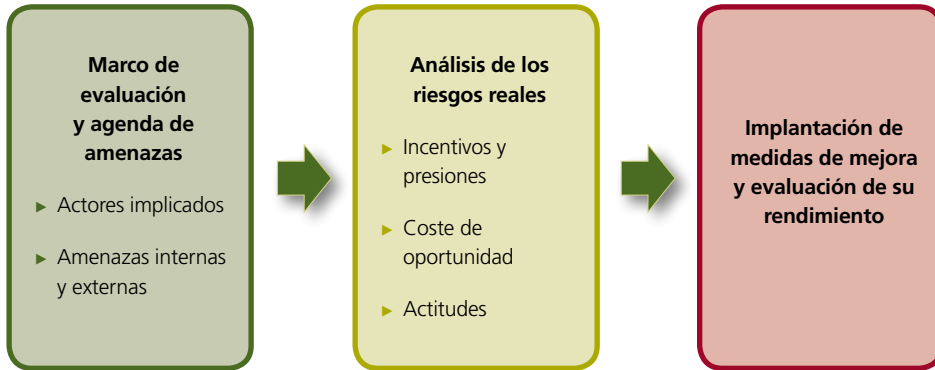 Marco de
evaluación
y agenda de
amenazas
► Actores implicados
► Amenazas internas
y externas
Análisis de los
riesgos reales
► Incentivos y
presiones
► Coste de
oportunidad
► Actitudes
Implantación de
medidas de mejora
y evaluación de su
rendimiento